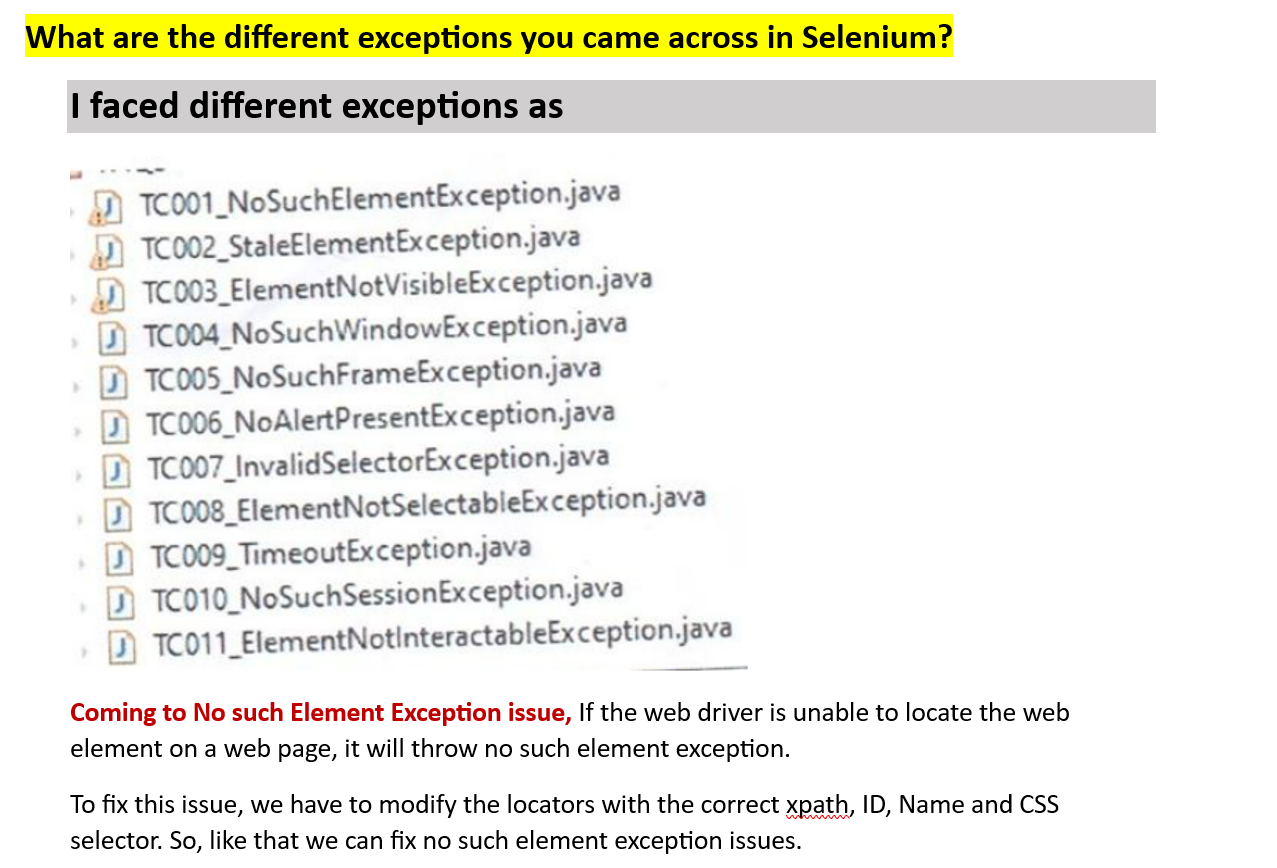 What are the different exceptions you came across in Selenium?
I faced different exceptions as
TC001_NoSuchElementException.java
TC002_StaleElementException.java
TC003_ElementNotVisibleException.java
TC004_NoSuchWindowException.java
TC005_NoSuchFrameException.java
TC006_NoAlertPresentException.java
TC007_InvalidSelectorException.java
TC008_ElementNotSelectableException.java
TC009_TimeoutException.java
TC010_NoSuchSessionException.java
TC011_ElementNotInteractableException.java
Coming to No such Element Exception issue, If the web driver is unable to locate the web
element on a web page, it will throw no such element exception.
To fix this issue, we have to modify the locators with the correct xpath, ID, Name and CSS
selector. So, like that we can fix no such element exception issues.